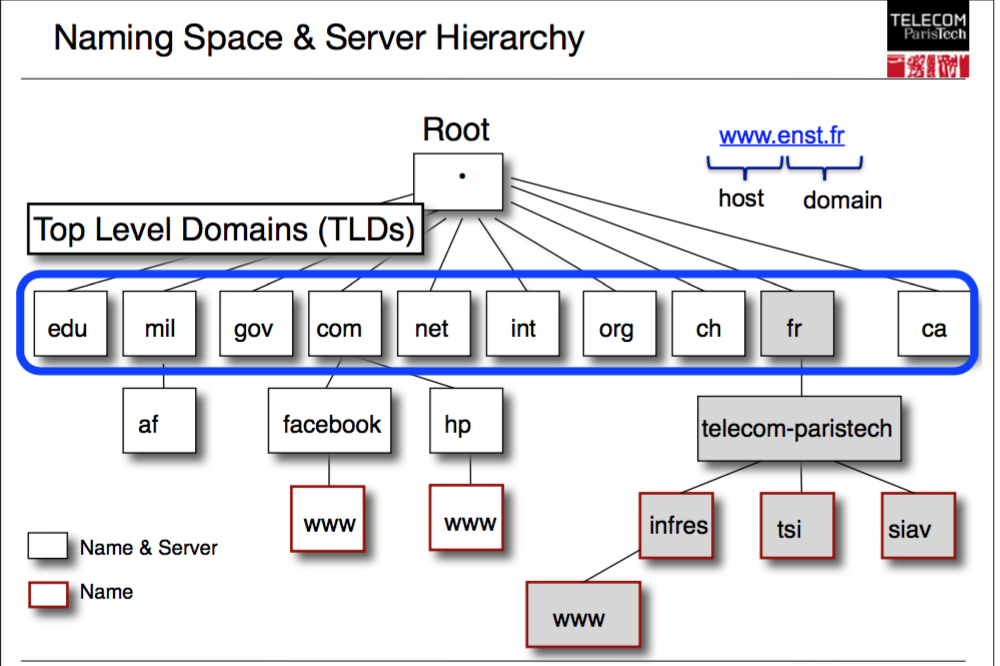 Naming Space & Server Hierarchy
TELECOM
ParisTech
Root
.
www.enst.fr
host
domain
Top Level Domains (TLDs)
edu
mil
gov
com
net
int
org
ch
fr
ca
af
facebook
hp
telecom-paristech
www
www
infres
tsi
siav
www
Name & Server
Name